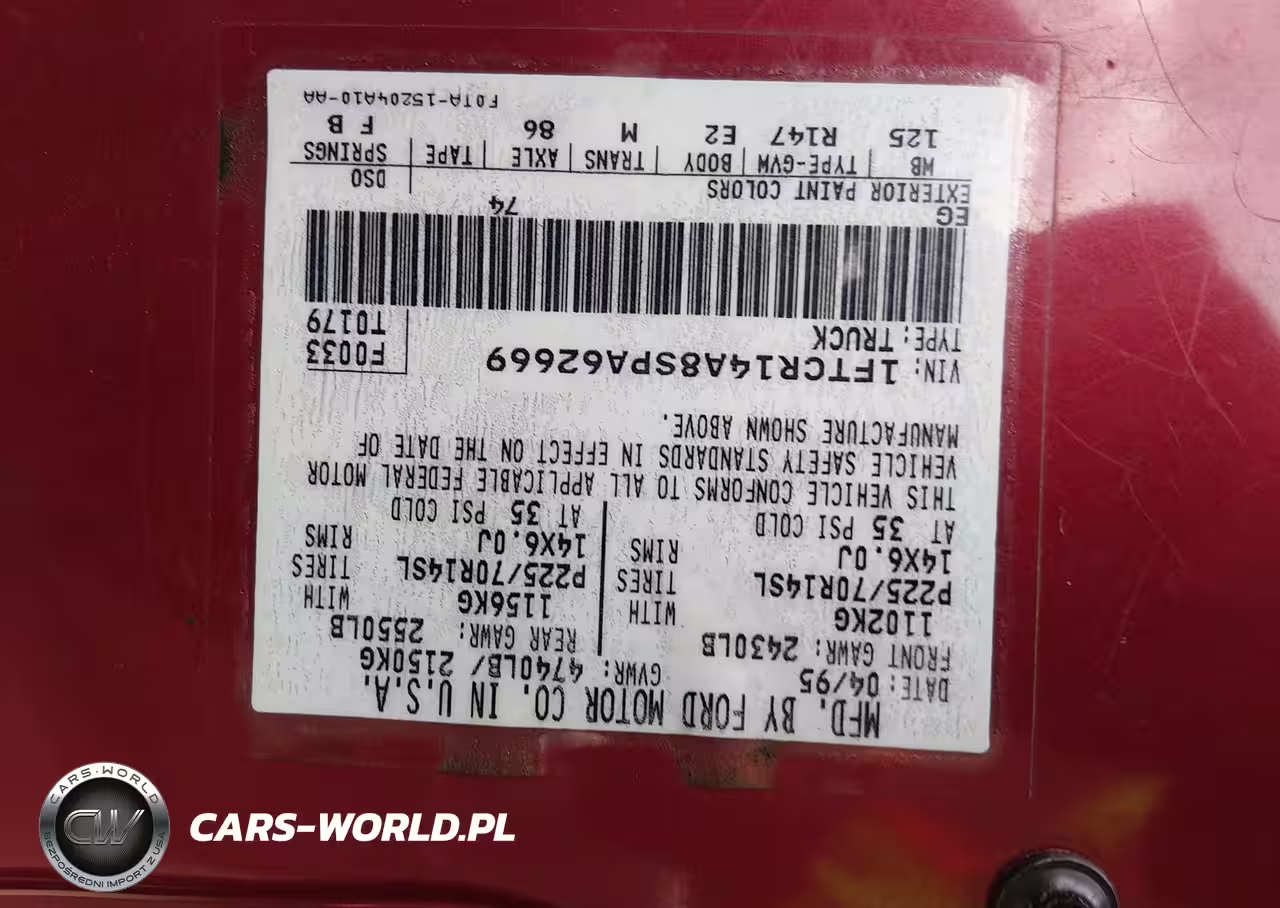 MFD. BY FORD MOTOR CO. IN U.S.A.
DATE: 04/95 GVWR: 4740LB/ 2150KG
FRONT GAWR: 2430LB REAR GAWR: 2550LB
1102KG WITH 1156KG WITH
P225/70R14SL TIRES P225/70R14SL TIRES
14X6.0J RIMS 14X6.0J RIMS
AT 35 PSI COLD AT 35 PSI COLD
THIS VEHICLE CONFORMS TO ALL APPLICABLE FEDERAL MOTOR
VEHICLE SAFETY STANDARDS IN EFFECT ON THE DATE OF
MANUFACTURE SHOWN ABOVE.
VIN: 1FTCR14A8SPA62669 F0033
TYPE: TRUCK T0179
EG 74
EXTERIOR PAINT COLORS DSO
WB TYPE-GVM BODY TRANS AXLE TAPE SPRINGS
125 R147 E2 M 86 F B
F0TA-15204A10-AA
CARS-WORLD
CW
BEZPOŚREDNI IMPORT Z USA
CARS-WORLD.PL